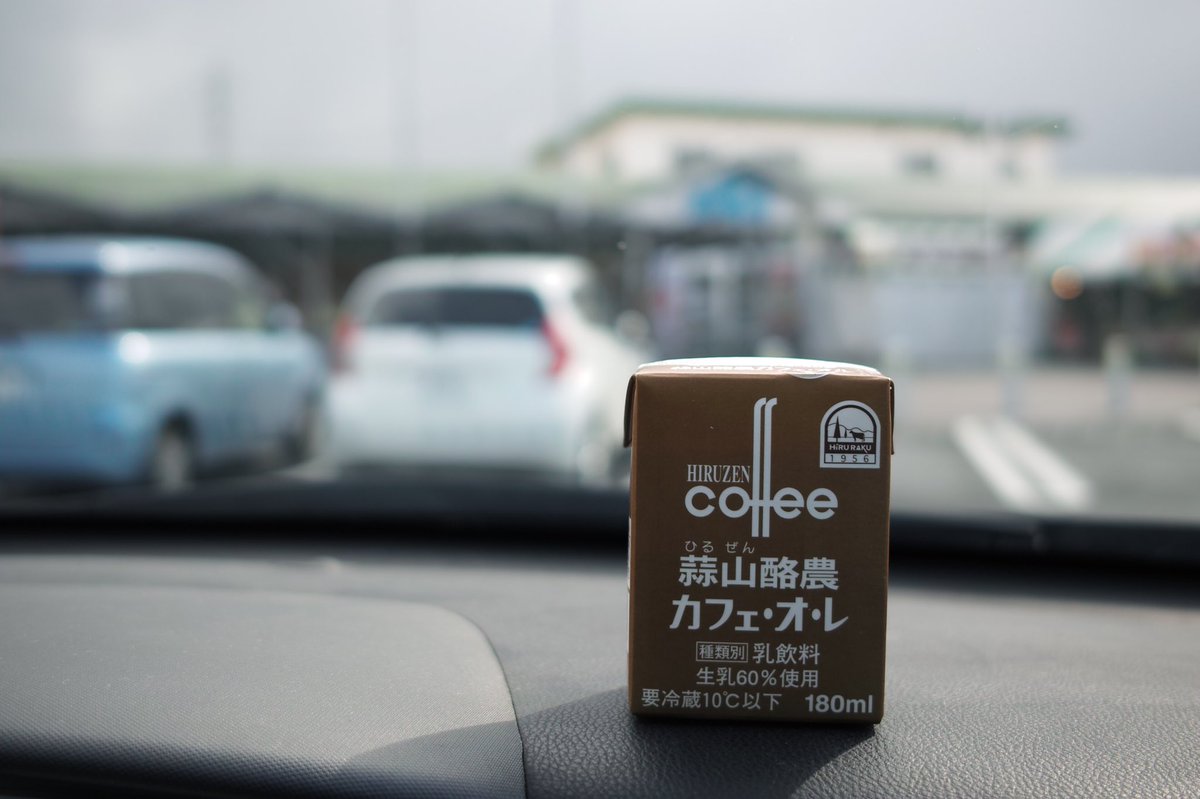 HIRU RAKU
1956
HIRUZEN
coffee
ひるぜん
蒜山酪農
カフェ・オ・レ
種類別 乳飲料
生乳60%使用
要冷蔵10℃以下 180ml